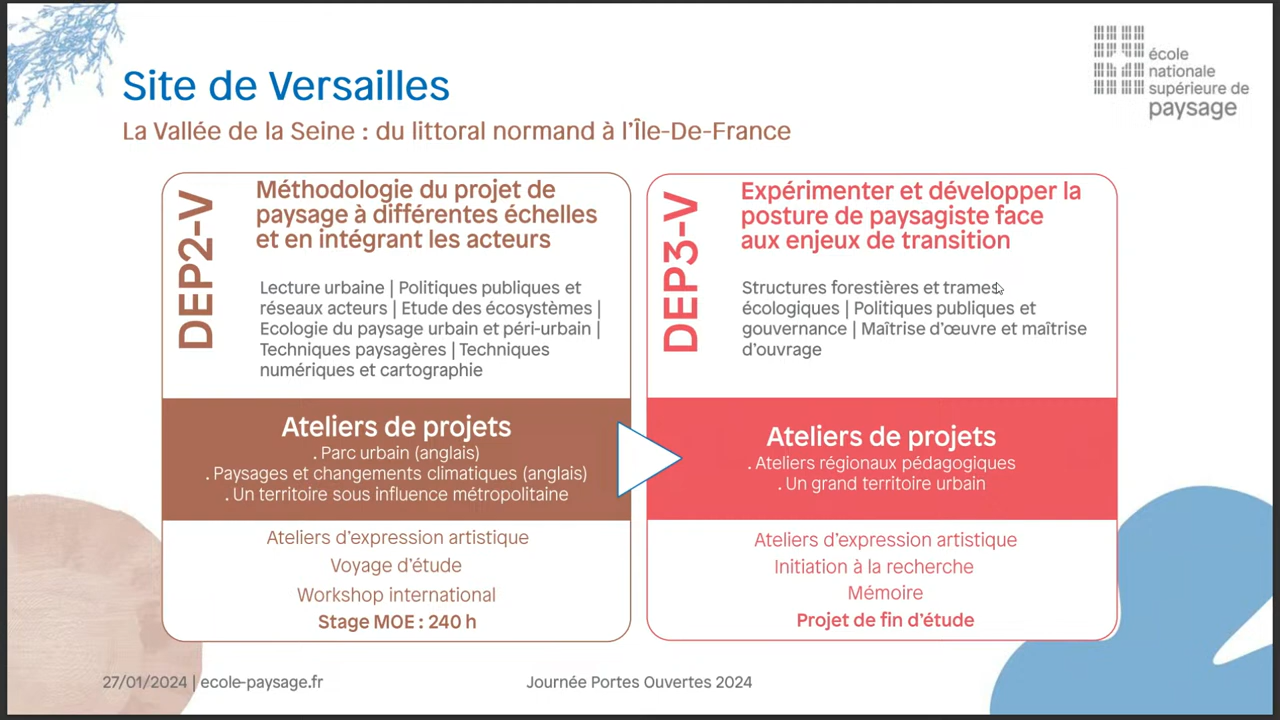 Site de Versailles
La Vallée de la Seine : du littoral normand à l'Île-De-France
école
nationale
supérieure de
paysage
DEP2-V
Méthodologie du projet de
paysage à différentes échelles
et en intégrant les acteurs
Lecture urbaine | Politiques publiques et
réseaux acteurs | Etude des écosystèmes |
Ecologie du paysage urbain et péri-urbain |
Techniques paysagères | Techniques
numériques et cartographie
Ateliers de projets
. Parc urbain (anglais)
. Paysages et changements climatiques (anglais)
. Un territoire sous influence métropolitaine
Ateliers d'expression artistique
Voyage d'étude
Workshop international
Stage MOE : 240 h
DEP3-V
Expérimenter et développer la
posture de paysagiste face
aux enjeux de transition
Structures forestières et trames
écologiques | Politiques publiques et
gouvernance | Maîtrise d'œuvre et maîtrise
d'ouvrage
Ateliers de projets
. Ateliers régionaux pédagogiques
. Un grand territoire urbain
Ateliers d'expression artistique
Initiation à la recherche
Mémoire
Projet de fin d'étude
27/01/2024 | ecole-paysage.fr
Journée Portes Ouvertes 2024